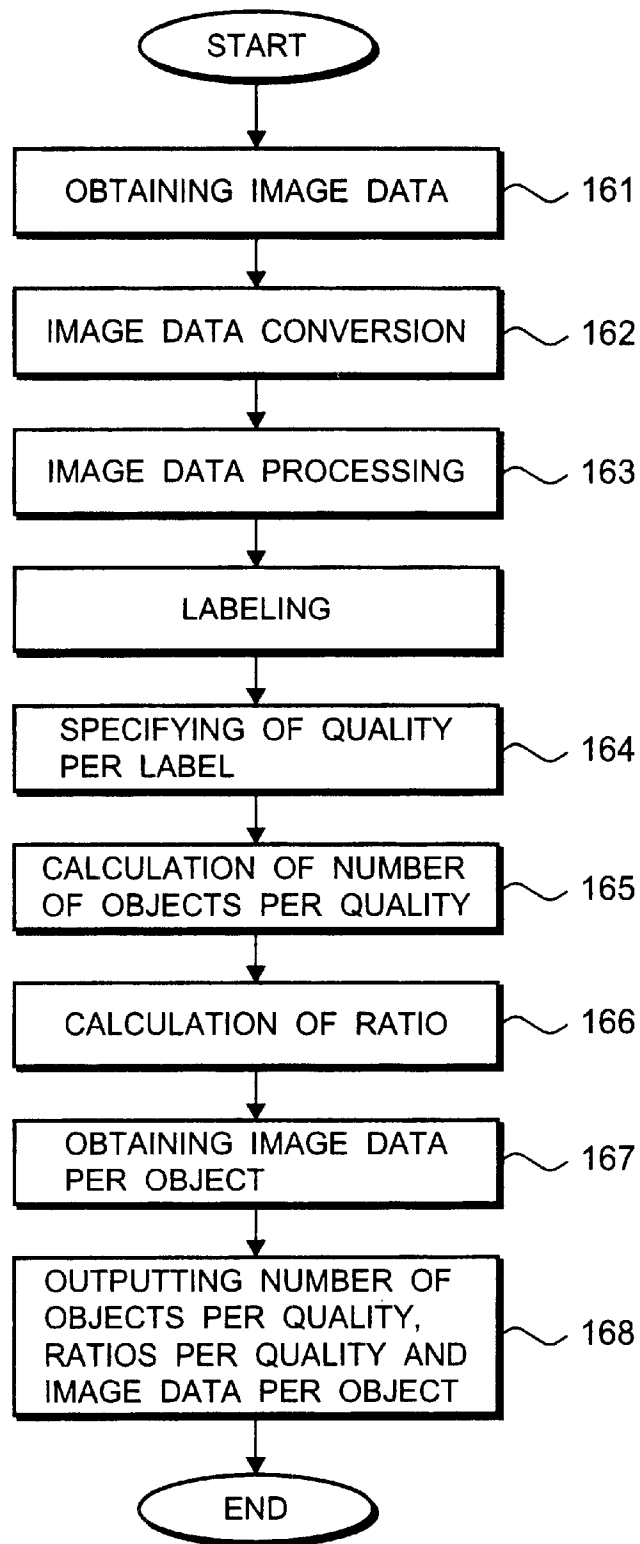 START
OBTAINING IMAGE DATA 161
IMAGE DATA CONVERSION 162
IMAGE DATA PROCESSING 163
LABELING
SPECIFYING OF QUALITY
PER LABEL
164
CALCULATION OF NUMBER
OF OBJECTS PER QUALITY
165
CALCULATION OF RATIO 166
OBTAINING IMAGE DATA
PER OBJECT
167
OUTPUTTING NUMBER OF
OBJECTS PER QUALITY,
RATIOS PER QUALITY AND
IMAGE DATA PER OBJECT
168
END